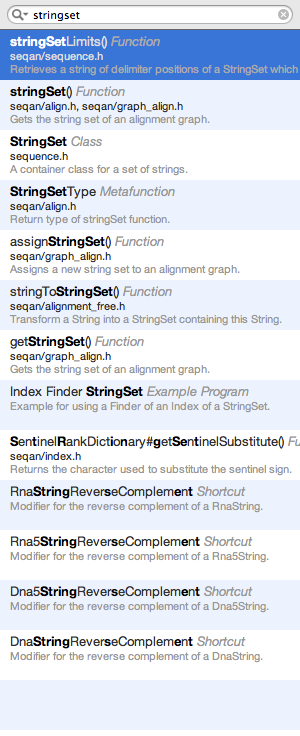 stringset
stringSetLimits() Function
seqan/sequence.h
Retrieves a string of delimiter positions of a StringSet which
stringSet() Function
seqan/align.h, seqan/graph_align.h
Gets the string set of an alignment graph.
StringSet Class
sequence.h
A container class for a set of strings.
StringSetType Metafunction
seqan/align.h
Return type of stringSet function.
assignStringSet() Function
seqan/graph_align.h
Assigns a new string set to an alignment graph.
stringToStringSet() Function
seqan/alignment_free.h
Transform a String into a StringSet containing this String.
getStringSet() Function
seqan/graph_align.h
Gets the string set of an alignment graph.
Index Finder StringSet Example Program
Example for using a Finder of an Index of a StringSet.
SentinelRankDictionary#getSentinelSubstitute() Fu
seqan/index.h
Returns the character used to substitute the sentinel sign.
RnaStringReverseComplement Shortcut
Modifier for the reverse complement of a RnaString.
Rna5StringReverseComplement Shortcut
Modifier for the reverse complement of a Rna5String.
Dna5StringReverseComplement Shortcut
Modifier for the reverse complement of a Dna5String.
DnaStringReverseComplement Shortcut
Modifier for the reverse complement of a DnaString.